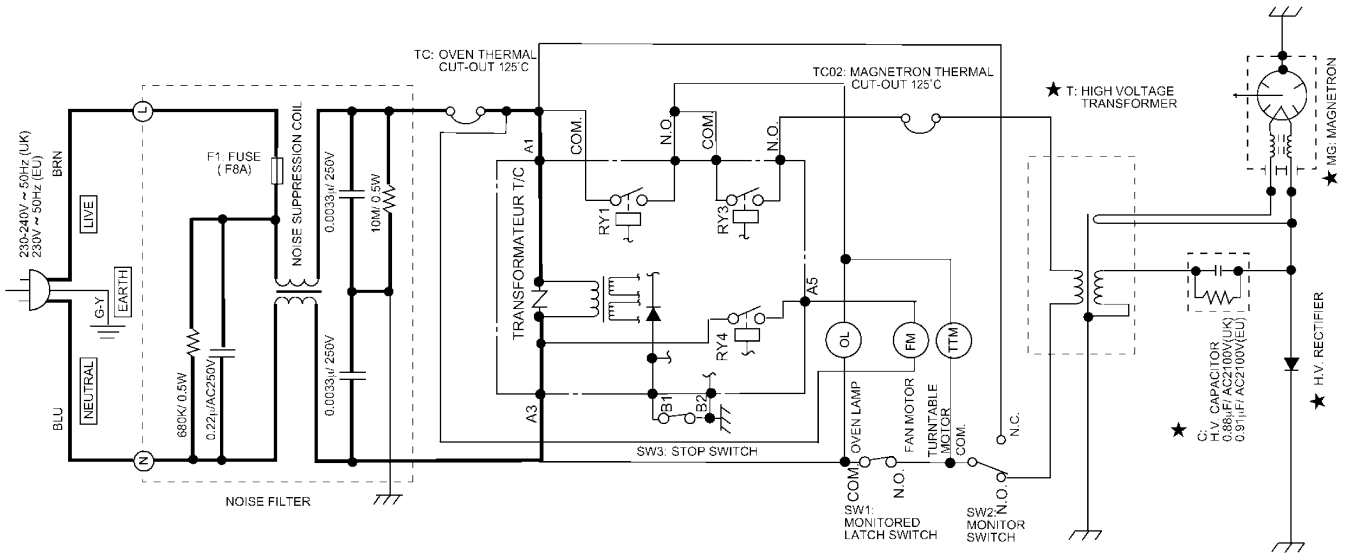 230-240V ~ 50Hz (UK)
230V ~ 50Hz (EU)
BRN
LIVE
G-Y
EARTH
NEUTRAL
BLU
L
N
F1: FUSE
( F8A)
NOISE SUPPRESSION COIL
680K/ 0.5W
0.22µ/AC250V
0.0033µ/ 250V
10M/ 0.5W
0.0033µ/ 250V
NOISE FILTER
TC: OVEN THERMAL
CUT-OUT 125°C
A1
COM.
N.O.
COM.
N.O.
TC02: MAGNETRON THERMAL
CUT-OUT 125°C
TRANSFORMATEUR T/C
RY1
RY3
RY4
A5
A3
B1
B2
SW3: STOP SWITCH
OL
FM
TTM
OVEN LAMP
FAN MOTOR
TURNTABLE
MOTOR
COM.
N.O.
COM.
N.C.
N.O.
SW1:
MONITORED
LATCH SWITCH
SW2:
MONITOR
SWITCH
★ T: HIGH VOLTAGE
TRANSFORMER
★ MG: MAGNETRON
★ C:
H.V. CAPACITOR
0.88µF/ AC2100V(UK)
0.91µF/ AC2100V(EU)
★ H.V. RECTIFIER